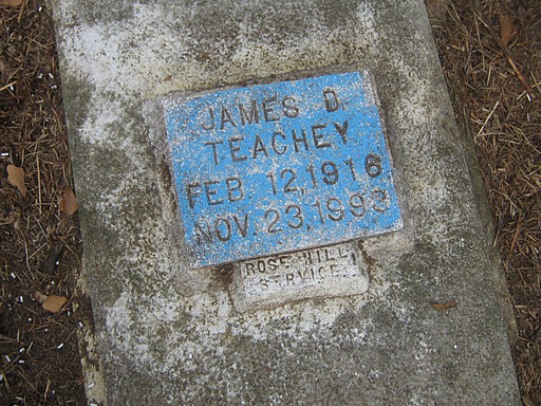 JAMES D
TEACHEY
FEB. 12,1916
NOV. 23,1993
ROSE HILL
SERVICE